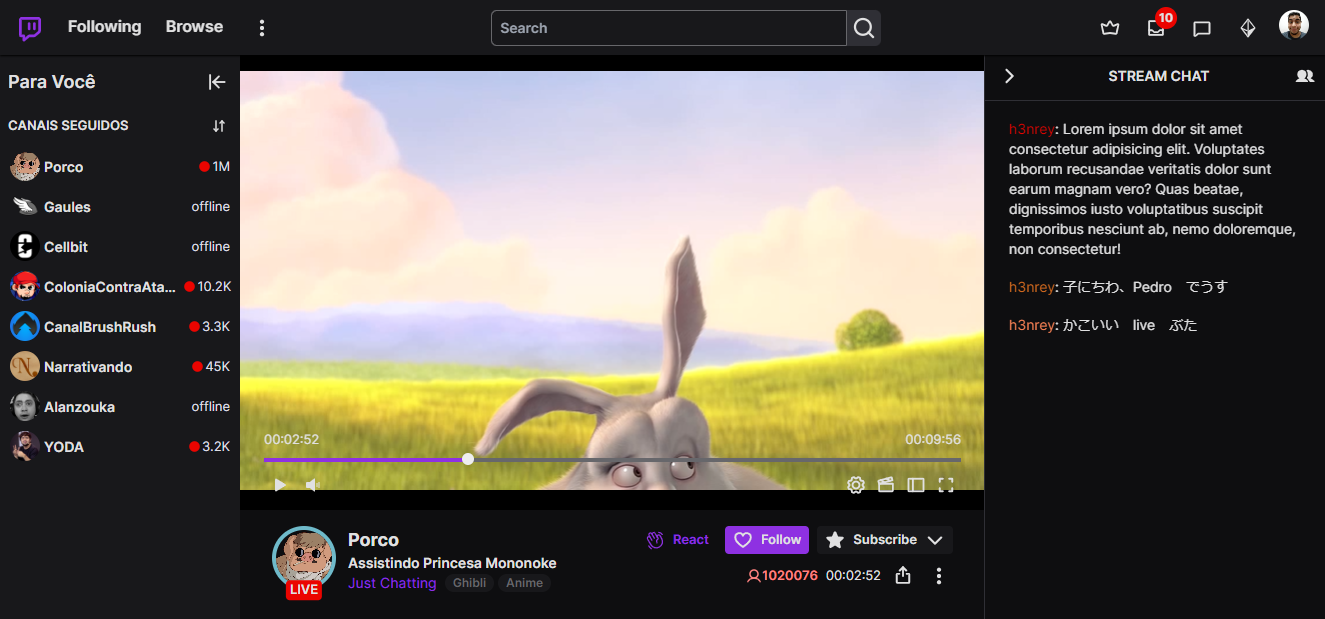 Following Browse
Search
10
Para Você
CANAIS SEGUIDOS
Porco 1M
Gaules offline
Cellbit offline
ColoniaContraAta... 10.2K
CanalBrushRush 3.3K
Narrativando 45K
Alanzouka offline
YODA 3.2K
00:02:52 00:09:56
Porco
Assistindo Princesa Mononoke
Just Chatting Ghibli Anime
LIVE
React Follow Subscribe
1020076 00:02:52
STREAM CHAT
h3nrey: Lorem ipsum dolor sit amet
consectetur adipisicing elit. Voluptates
laborum recusandae veritatis dolor sunt
earum magnam vero? Quas beatae,
dignissimos iusto voluptatibus suscipit
temporibus nesciunt ab, nemo doloremque,
non consectetur!
h3nrey: 子にちわ、Pedro　でうす
h3nrey: かこいい　live　ぶた